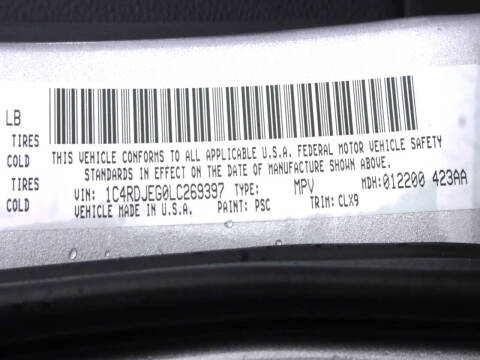 LB
TIRES
COLD
TIRES
COLD
THIS VEHICLE CONFORMS TO ALL APPLICABLE U.S.A. FEDERAL MOTOR VEHICLE SAFETY
STANDARDS IN EFFECT ON THE DATE OF MANUFACTURE SHOWN ABOVE.
VIN: 1C4RDJEG0LC269397 TYPE: MPV MDH:012200 423AA
VEHICLE MADE IN U.S.A. PAINT: PSC TRIM: CLX9